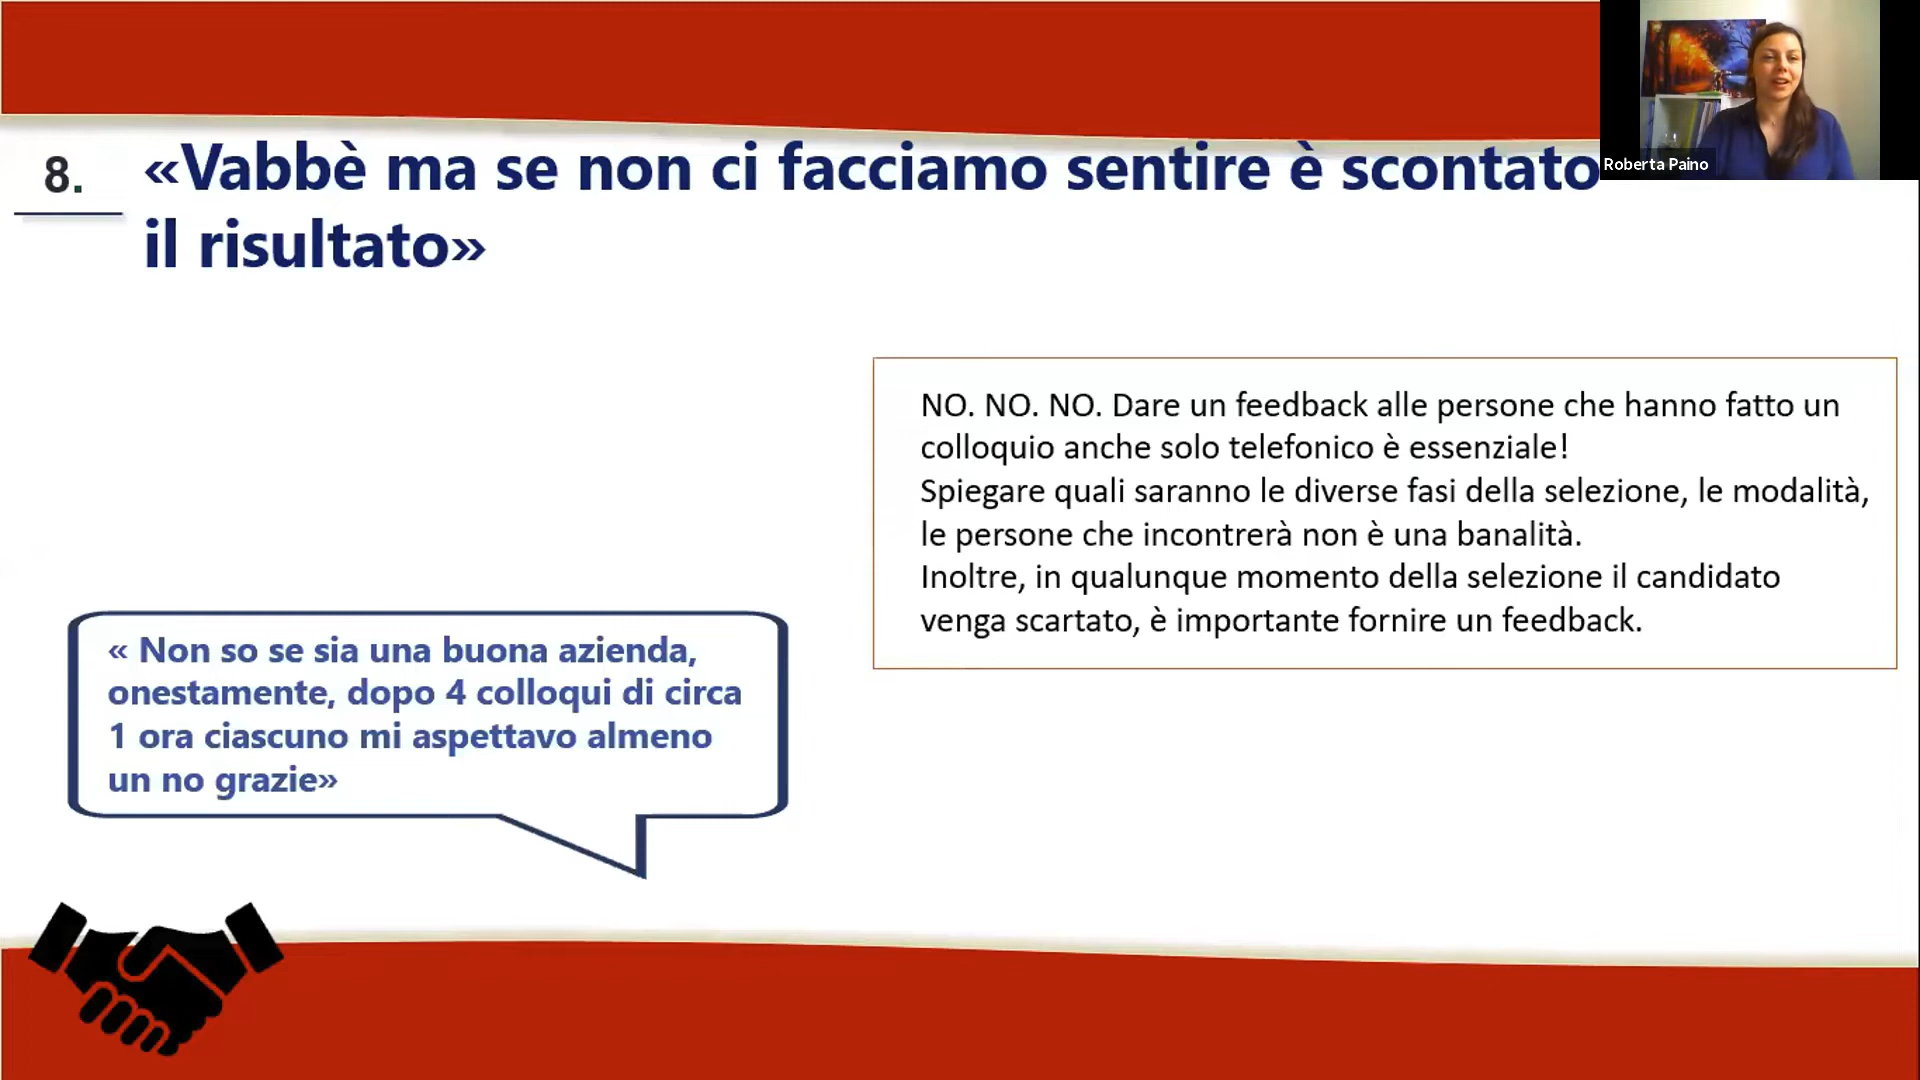 8.
«Vabbè ma se non ci facciamo sentire è scontato
il risultato»
Roberta Paino
NO. NO. NO. Dare un feedback alle persone che hanno fatto un
colloquio anche solo telefonico è essenziale!
Spiegare quali saranno le diverse fasi della selezione, le modalità,
le persone che incontrerà non è una banalità.
Inoltre, in qualunque momento della selezione il candidato
venga scartato, è importante fornire un feedback.
« Non so se sia una buona azienda,
onestamente, dopo 4 colloqui di circa
1 ora ciascuno mi aspettavo almeno
un no grazie»